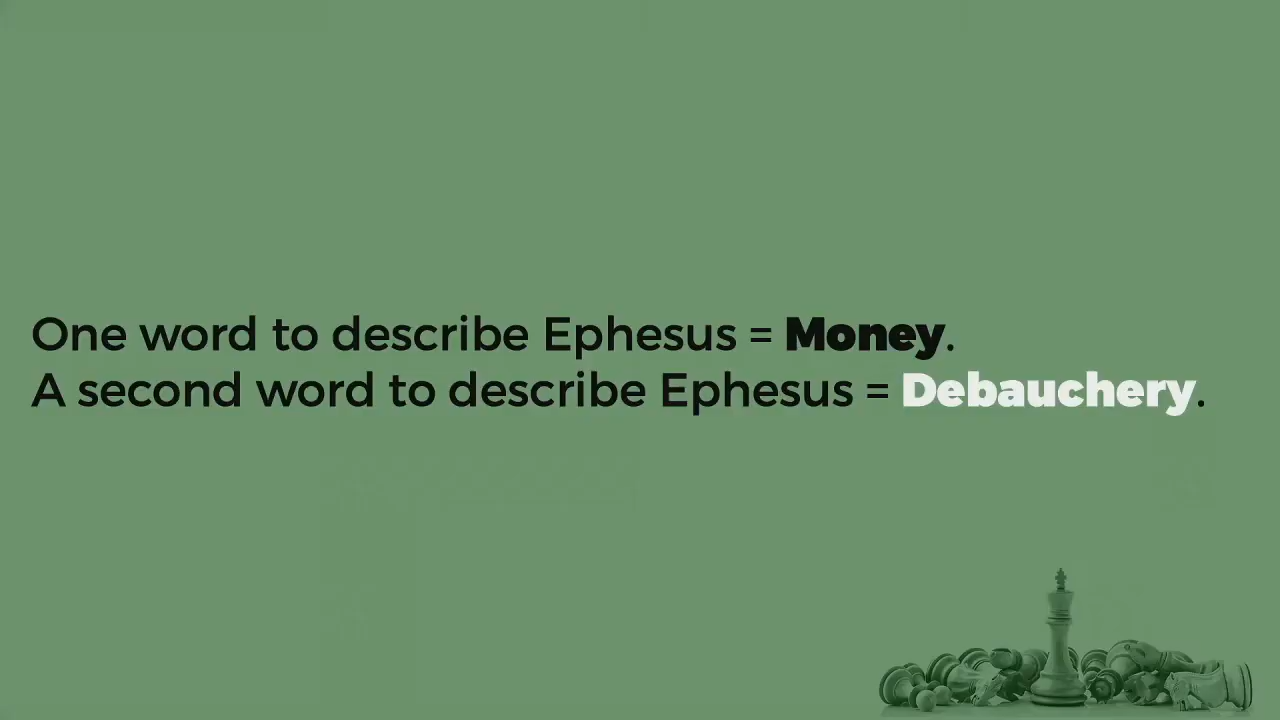 One word to describe Ephesus = Money.
A second word to describe Ephesus = Debauchery.